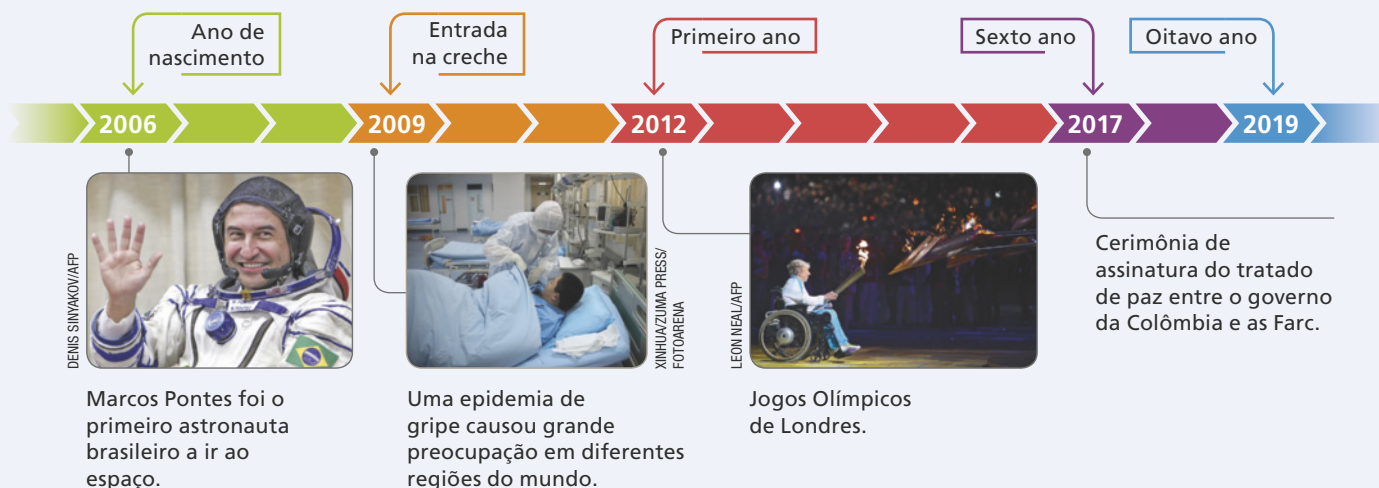 Ano de
nascimento
Entrada
na creche
Primeiro ano
Sexto ano
Oitavo ano
2006
2009
2012
2017
2019
DENIS SINYAKOV/AFP
Marcos Pontes foi o
primeiro astronauta
brasileiro a ir ao
espaço.
XINHUA/ZUMA PRESS/
FOTOARENA
Uma epidemia de
gripe causou grande
preocupação em diferentes
regiões do mundo.
LEON NEAL/AFP
Jogos Olímpicos
de Londres.
Cerimônia de
assinatura do tratado
de paz entre o governo
da Colômbia e as Farc.